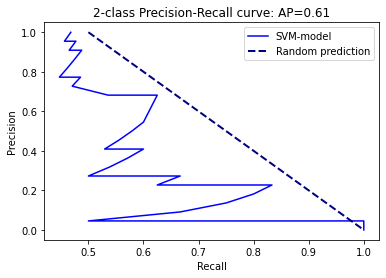 2-class Precision-Recall curve: AP=0.61
SVM-model
Random prediction
Precision
1.0
0.8
0.6
0.4
0.2
0.0
0.5
0.6
0.7
0.8
0.9
1.0
Recall